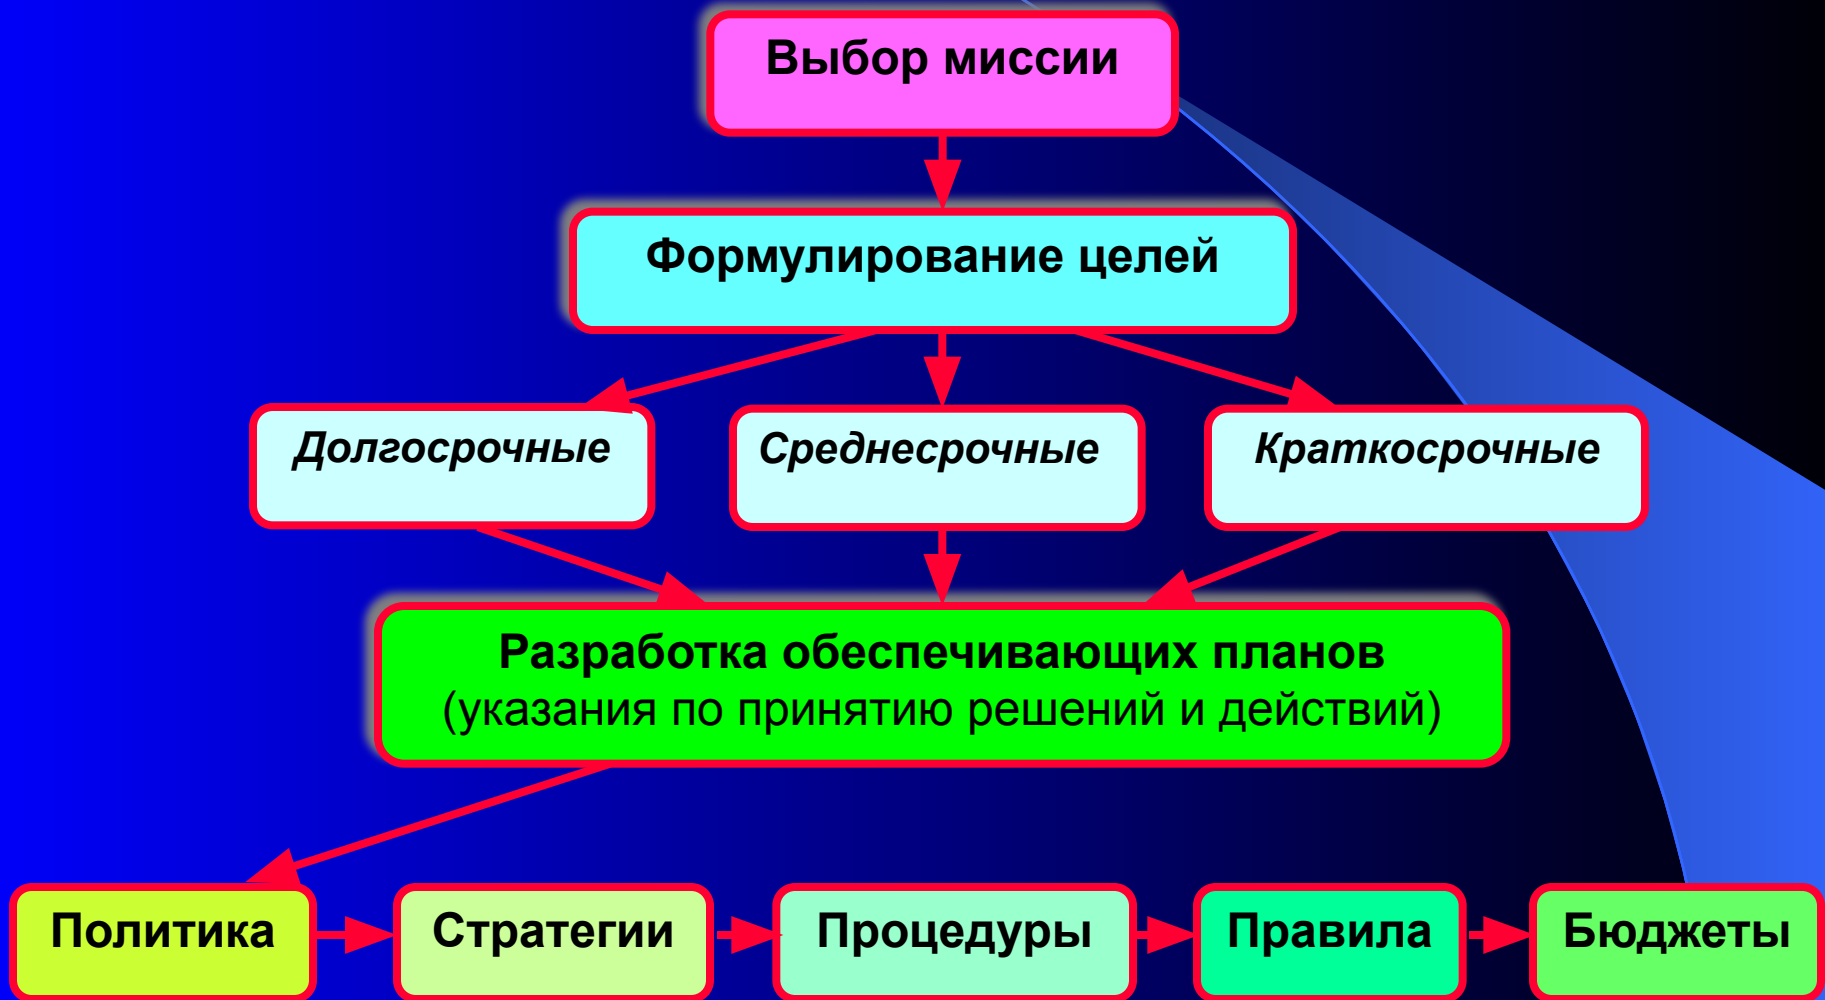 Выбор миссии
Формулирование целей
Долгосрочные
Среднесрочные
Краткосрочные
Разработка обеспечивающих планов
(указания по принятию решений и действий)
Политика
Стратегии
Процедуры
Правила
Бюджеты